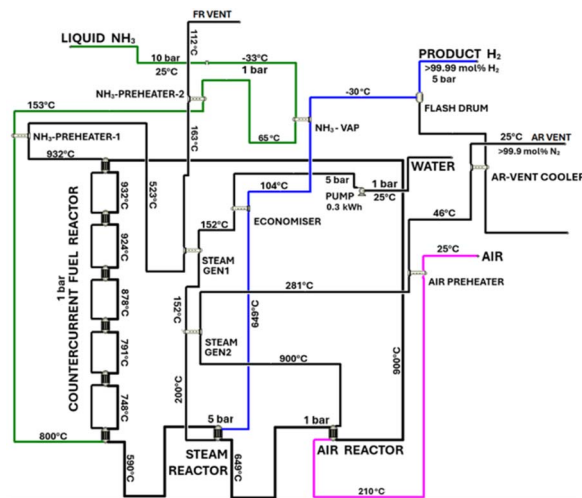 FR VENT
LIQUID NH₃
112°C
10 bar
-33°C
25°C
1 bar
PRODUCT H₂
>99.99 mol% H₂
5 bar
-30°C
FLASH DRUM
NH₃-PREHEATER-2
153°C
163°C
65°C
NH₃- VAP
25°C
AR VENT
>99.9 mol% N₂
NH₃-PREHEATER-1
932°C
523°C
WATER
5 bar
1 bar
PUMP
25°C
0.3 kWh
AR-VENT COOLER
104°C
ECONOMISER
152°C
46°C
932°C
924°C
878°C
791°C
748°C
COUNTERCURRENT FUEL REACTOR
1 bar
STEAM
GEN1
25°C
AIR
AIR PREHEATER
281°C
152°C
649°C
STEAM
GEN2
900°C
900°C
200°C
800°C
590°C
5 bar
STEAM
REACTOR
649°C
1 bar
AIR REACTOR
210°C